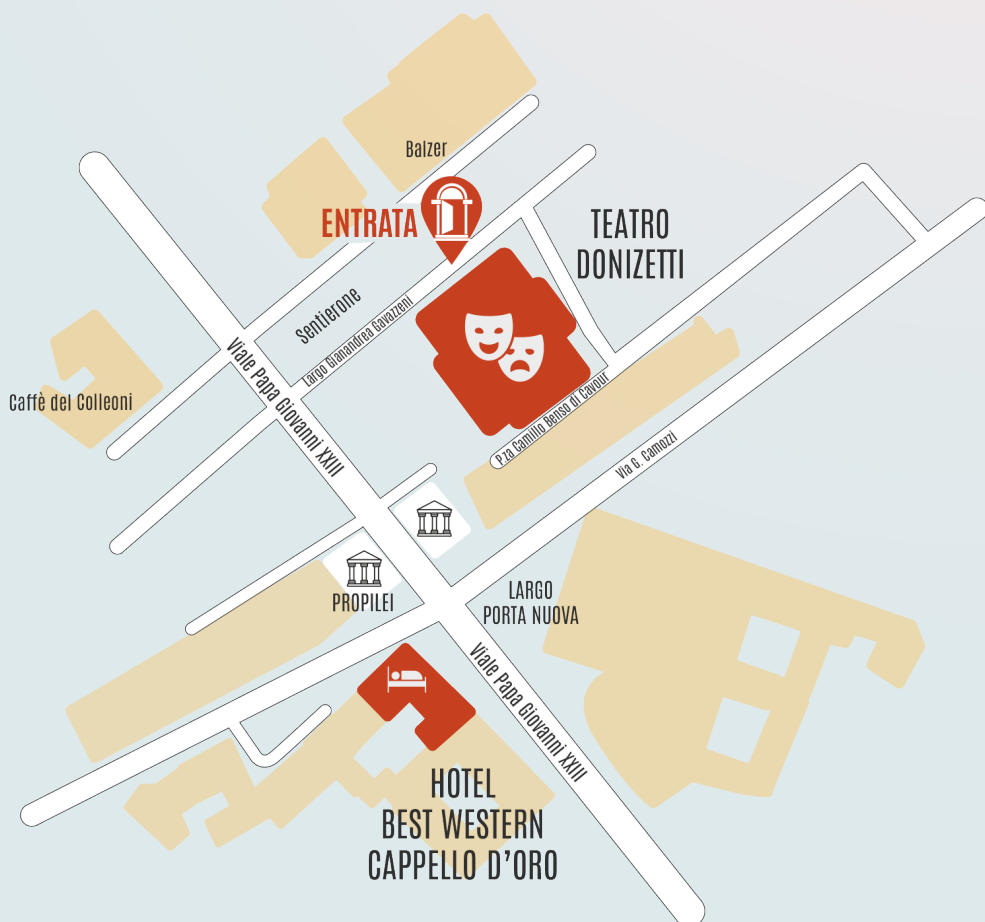 Balzer
ENTRATA
TEATRO
DONIZETTI
Sentierone
Largo Gianandrea Gavazzeni
Viale Papa Giovanni XXIII
Caffè del Colleoni
P.za Camillo Benso di Cavour
Via G. Camozzi
PROPILEI
LARGO
PORTA NUOVA
Viale Papa Giovanni XXIII
HOTEL
BEST WESTERN
CAPPELLO D'ORO